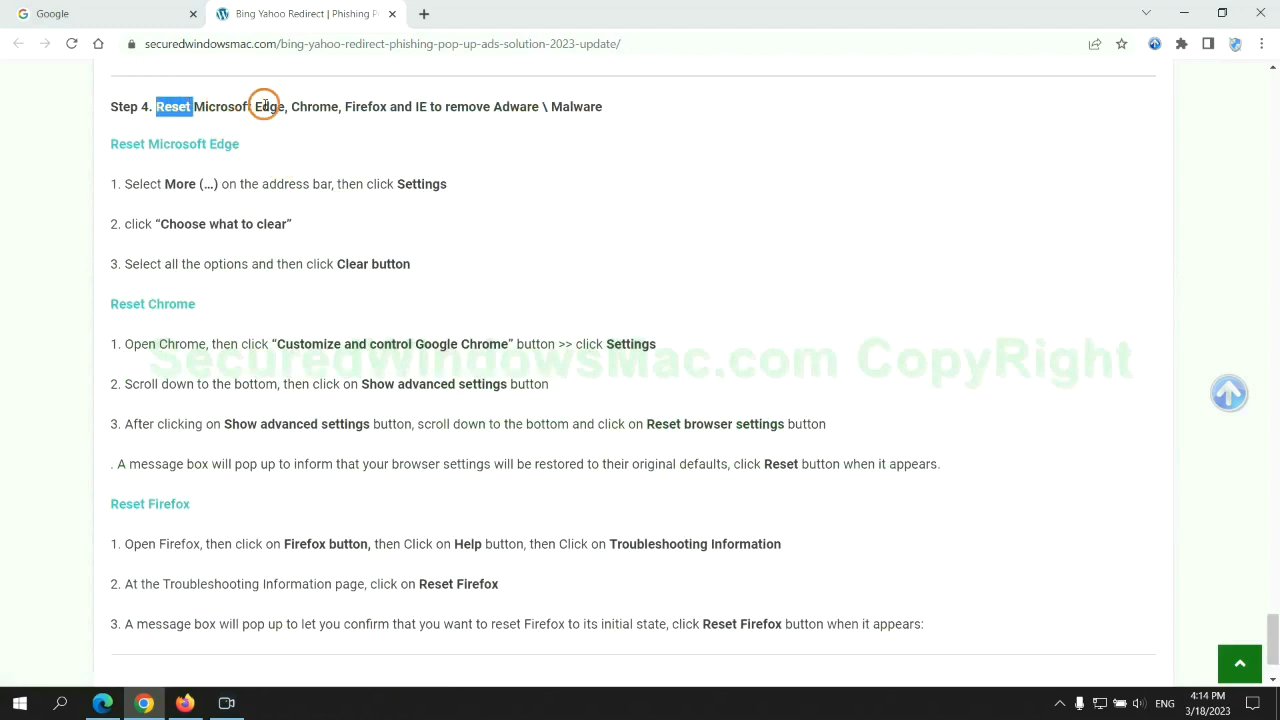 Google
Bing Yahoo Redirect | Phishing P
securedwindowsmac.com/bing-yahoo-redirect-phishing-pop-up-ads-solution-2023-update/
Step 4. Reset Microsoft Edge, Chrome, Firefox and IE to remove Adware \ Malware
Reset Microsoft Edge
1. Select More (…) on the address bar, then click Settings
2. click “Choose what to clear”
3. Select all the options and then click Clear button
Reset Chrome
1. Open Chrome, then click “Customize and control Google Chrome” button >> click Settings
SecuredWindowsMac.com CopyRight
2. Scroll down to the bottom, then click on Show advanced settings button
3. After clicking on Show advanced settings button, scroll down to the bottom and click on Reset browser settings button
. A message box will pop up to inform that your browser settings will be restored to their original defaults, click Reset button when it appears.
Reset Firefox
1. Open Firefox, then click on Firefox button, then Click on Help button, then Click on Troubleshooting Information
2. At the Troubleshooting Information page, click on Reset Firefox
3. A message box will pop up to let you confirm that you want to reset Firefox to its initial state, click Reset Firefox button when it appears:
ENG
4:14 PM
3/18/2023